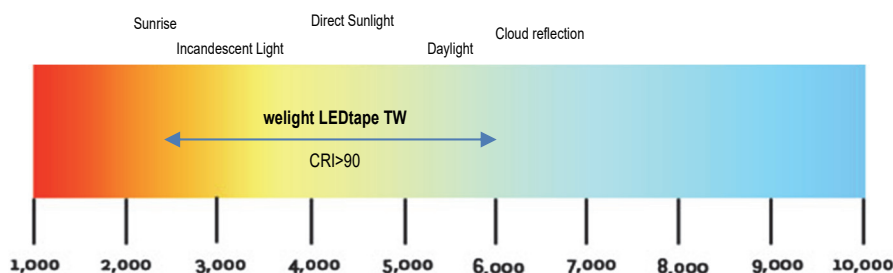 Sunrise
Direct Sunlight
Cloud reflection
Incandescent Light
Daylight
welight LEDtape TW
CRI>90
1,000 2,000 3,000 4,000 5,000 6,000 7,000 8,000 9,000 10,000